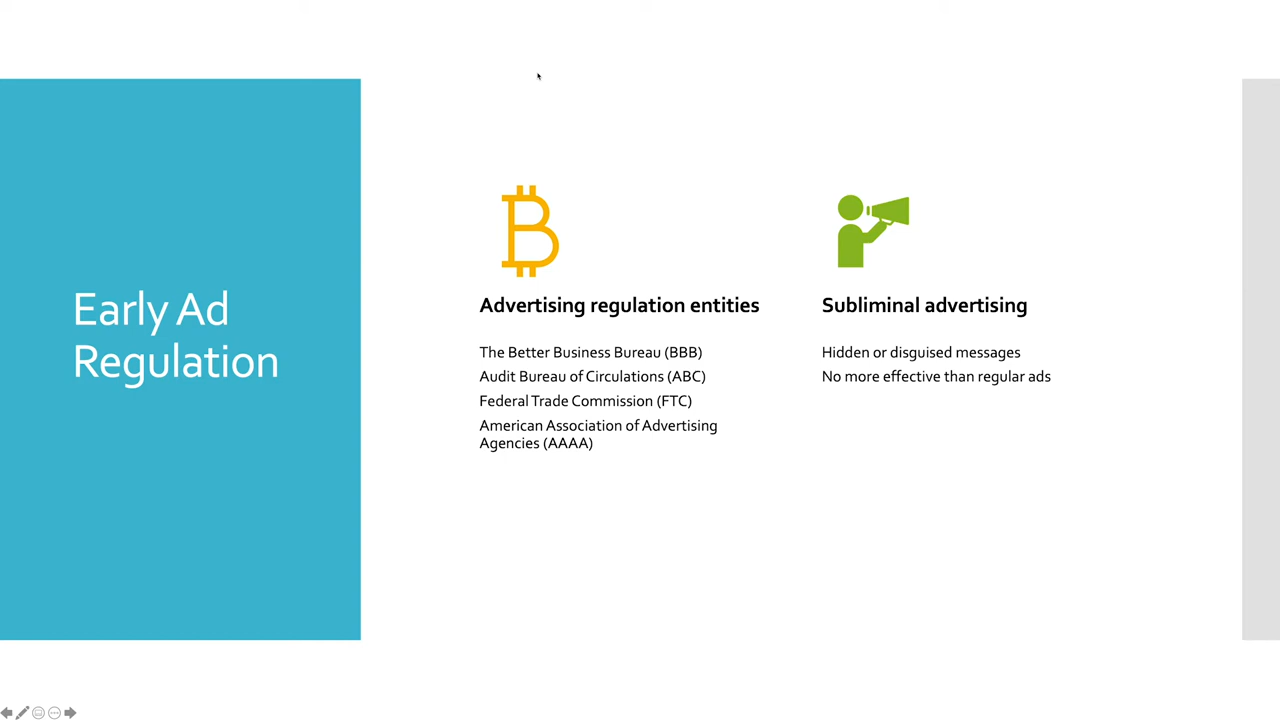 Early Ad
Regulation
Advertising regulation entities
The Better Business Bureau (BBB)
Audit Bureau of Circulations (ABC)
Federal Trade Commission (FTC)
American Association of Advertising
Agencies (AAAA)
Subliminal advertising
Hidden or disguised messages
No more effective than regular ads